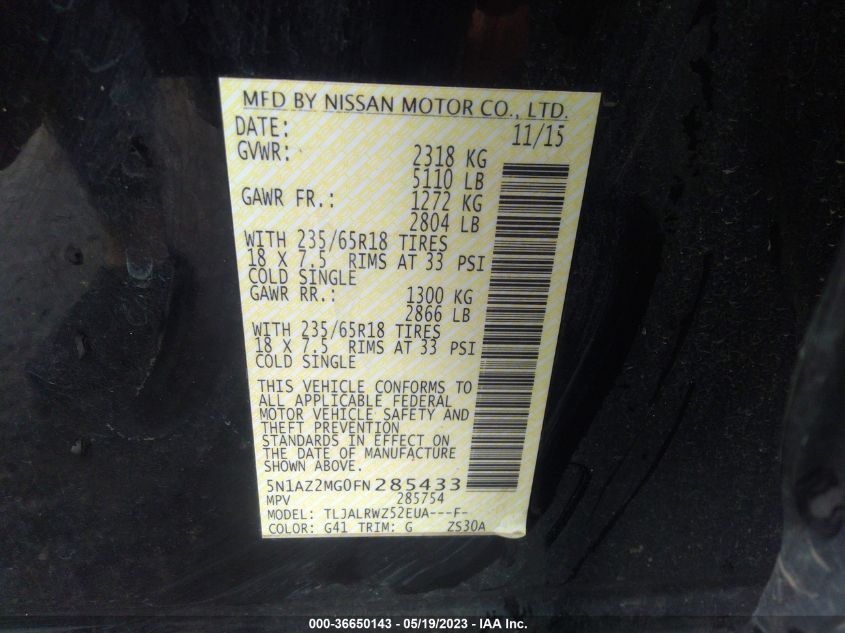 MFD BY NISSAN MOTOR CO., LTD.
DATE: 11/15
GVWR: 2318 KG
5110 LB
GAWR FR.: 1272 KG
2804 LB
WITH 235/65R18 TIRES
18 X 7.5 RIMS AT 33 PSI
COLD SINGLE
GAWR RR.: 1300 KG
2866 LB
WITH 235/65R18 TIRES
18 X 7.5 RIMS AT 33 PSI
COLD SINGLE
THIS VEHICLE CONFORMS TO
ALL APPLICABLE FEDERAL
MOTOR VEHICLE SAFETY AND
THEFT PREVENTION
STANDARDS IN EFFECT ON
THE DATE OF MANUFACTURE
SHOWN ABOVE.
5N1AZ2MG0FN285433
MPV 285754
MODEL: TLJALRWZ52EUA---F-
COLOR: G41 TRIM: G ZS30A
000-36650143 - 05/19/2023 - IAA Inc.